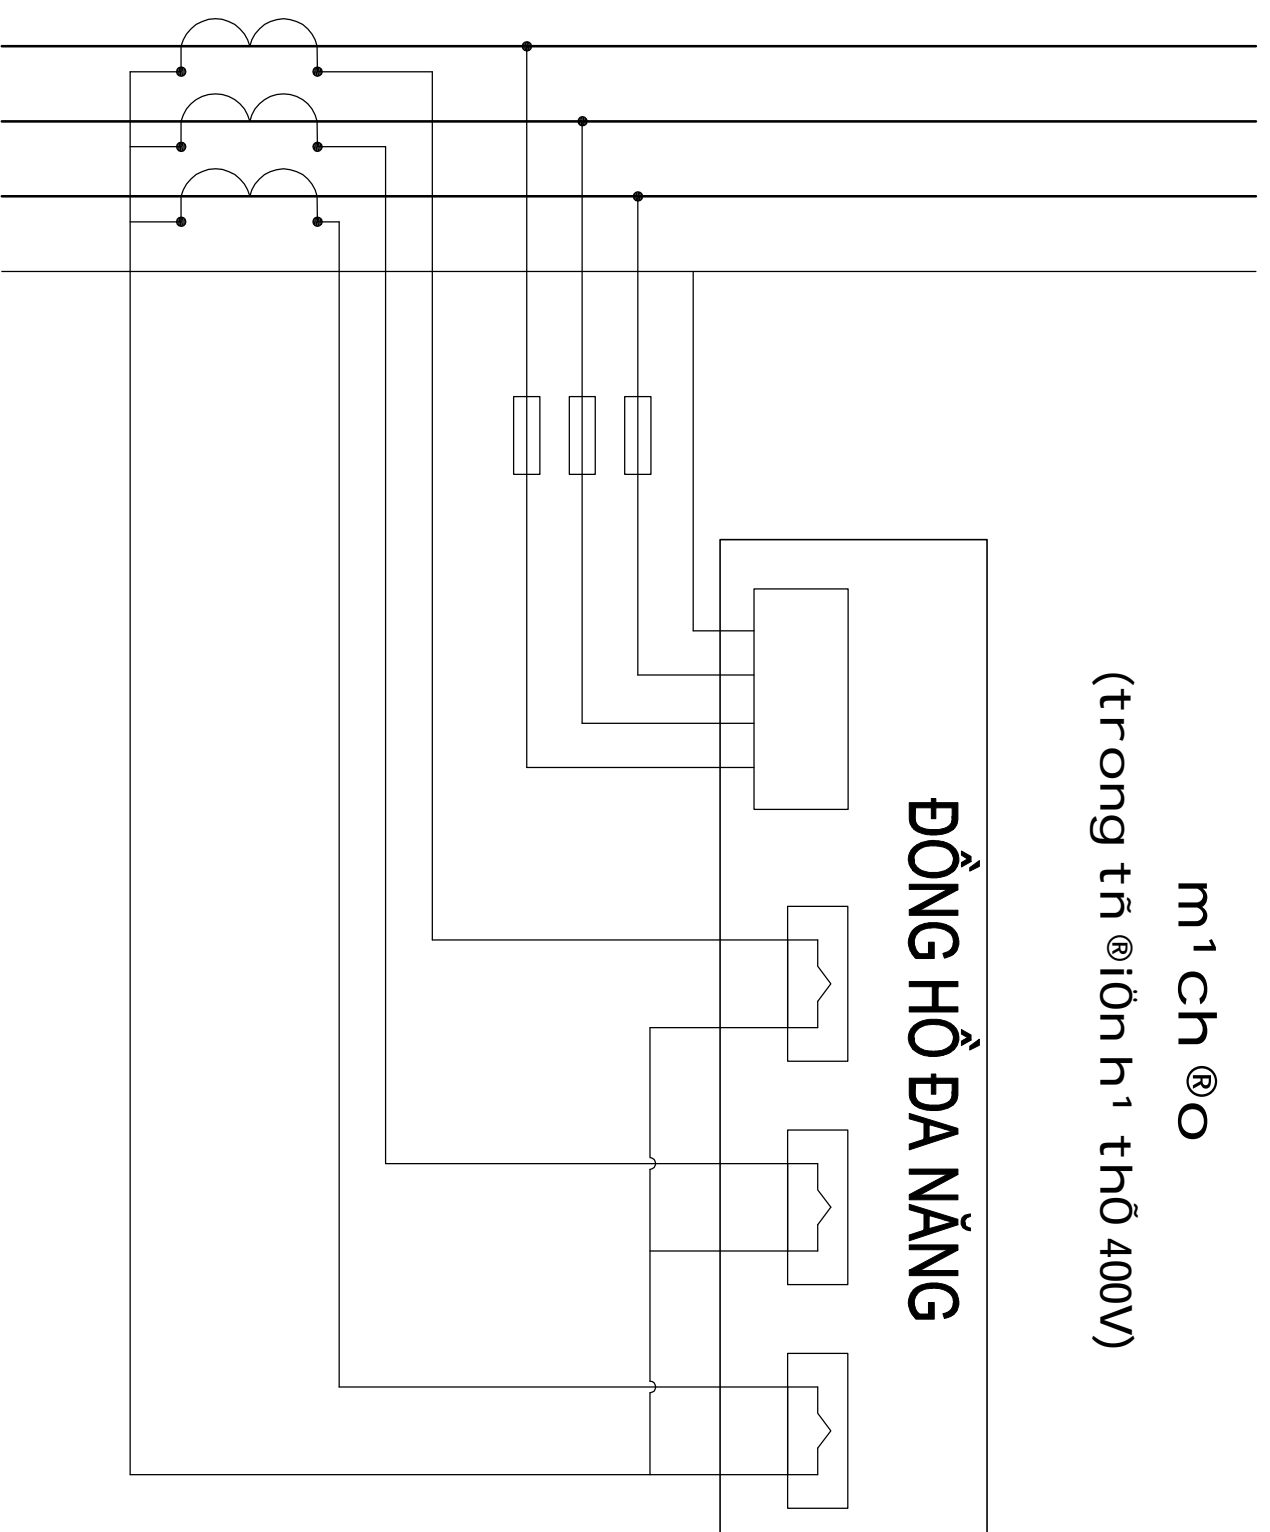 m¹ch ®o
(trong tñ ®iÖn h¹ thÕ 400V)
ĐỒNG HỒ ĐA NĂNG